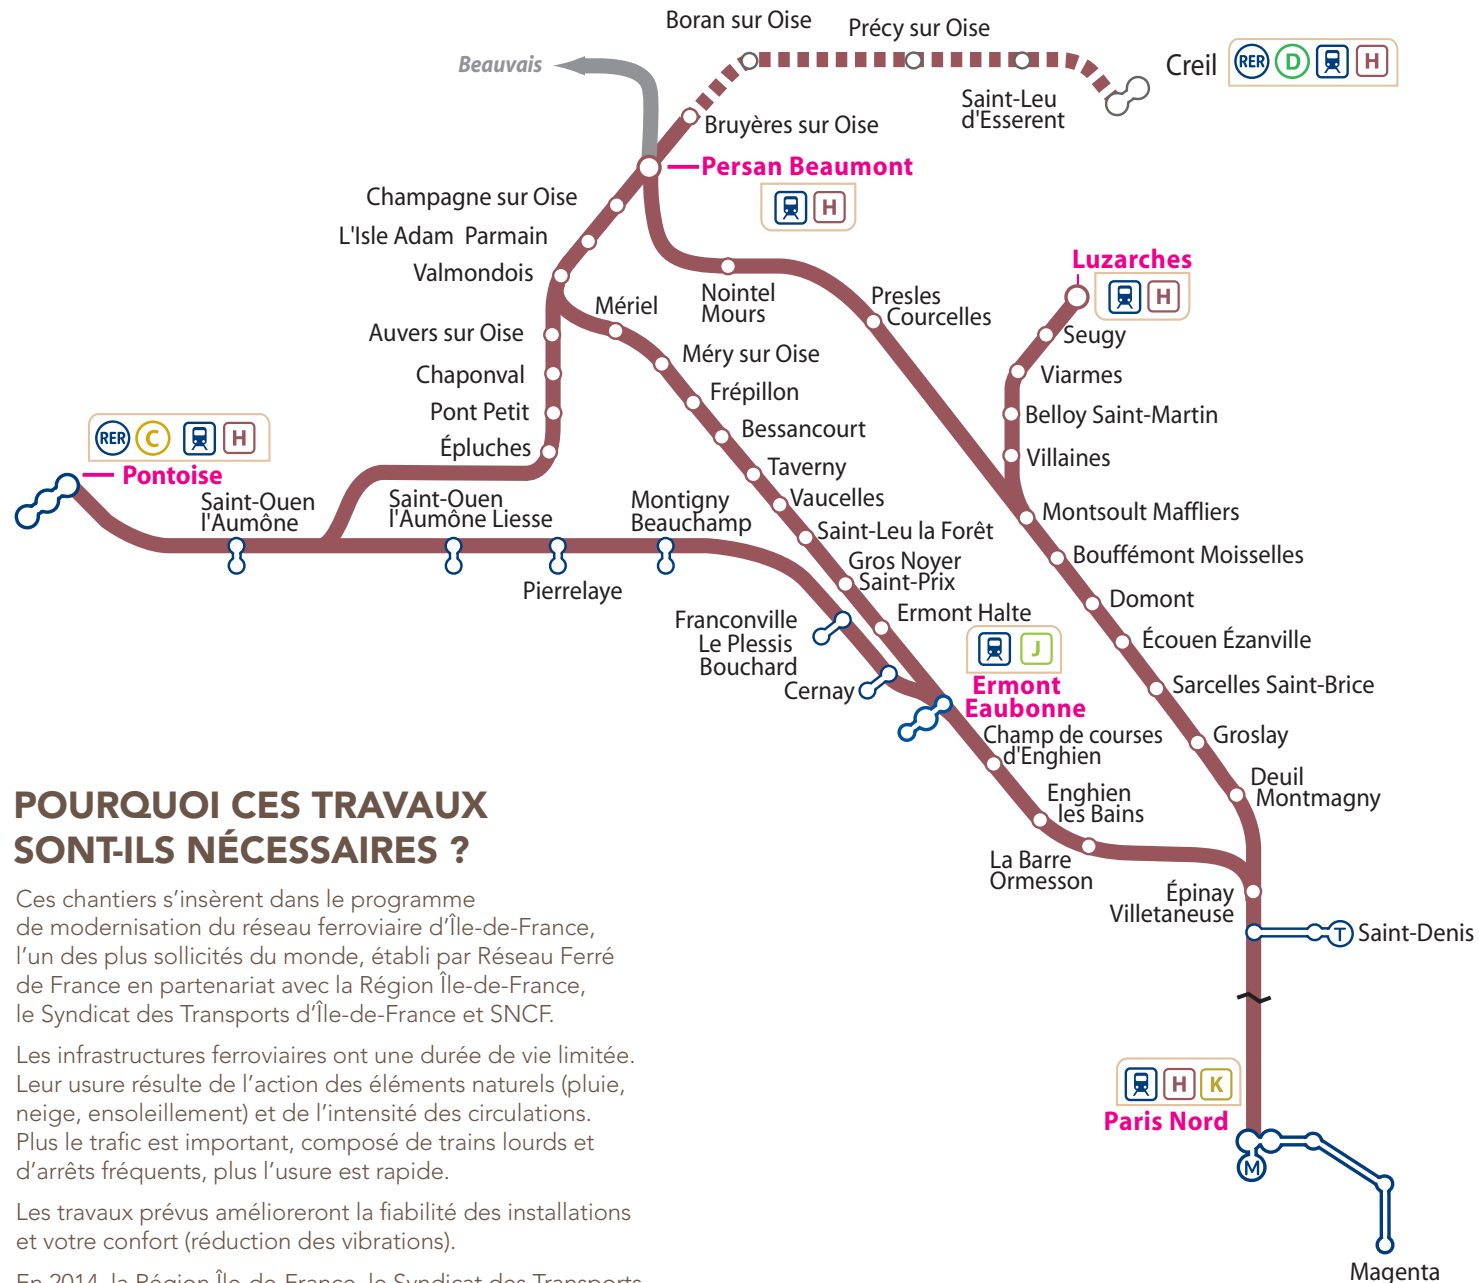 Boran sur Oise
Précy sur Oise
Beauvais
Creil RER D H
Saint-Leu
d'Esserent
Bruyères sur Oise
Persan Beaumont
H
Champagne sur Oise
L'Isle Adam Parmain
Valmondois
Luzarches
H
Nointel
Mours
Presles
Courcelles
Mériel
Auvers sur Oise
Seugy
Méry sur Oise
Chaponval
Viarmes
Frépillon
Pont Petit
Belloy Saint-Martin
Bessancourt
RER C H
Épluches
Villaines
Pontoise
Taverny
Saint-Ouen
l'Aumône
Saint-Ouen
l'Aumône Liesse
Montigny
Beauchamp
Vaucelles
Montsoult Maffliers
Saint-Leu la Forêt
Bouffémont Moisselles
Gros Noyer
Saint-Prix
Pierrelaye
Domont
Ermont Halte
Franconville
Le Plessis
Bouchard
Écouen Ézanville
J
Cernay
Ermont
Eaubonne
Sarcelles Saint-Brice
Champ de courses
d'Enghien
Groslay
Enghien
les Bains
Deuil
Montmagny
La Barre
Ormesson
Épinay
Villetaneuse
T Saint-Denis
H K
Paris Nord
M
Magenta
POURQUOI CES TRAVAUX
SONT-ILS NÉCESSAIRES ?
Ces chantiers s’insèrent dans le programme
de modernisation du réseau ferroviaire d’Île-de-France,
l’un des plus sollicités du monde, établi par Réseau Ferré
de France en partenariat avec la Région Île-de-France,
le Syndicat des Transports d’Île-de-France et SNCF.
Les infrastructures ferroviaires ont une durée de vie limitée.
Leur usure résulte de l’action des éléments naturels (pluie,
neige, ensoleillement) et de l’intensité des circulations.
Plus le trafic est important, composé de trains lourds et
d’arrêts fréquents, plus l’usure est rapide.
Les travaux prévus amélioreront la fiabilité des installations
et votre confort (réduction des vibrations).
En 2014, la Région Île-de-France, le Syndicat des Transports